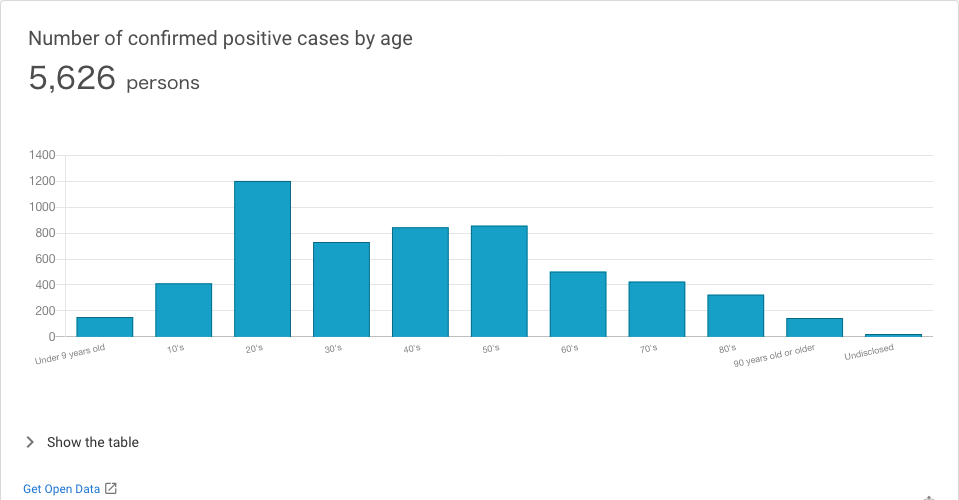 Number of confirmed positive cases by age
5,626 persons
1400
1200
1000
800
600
400
200
0
Under 9 years old
10's
20's
30's
40's
50's
60's
70's
80's
90 years old or older
Undisclosed
Show the table
Get Open Data